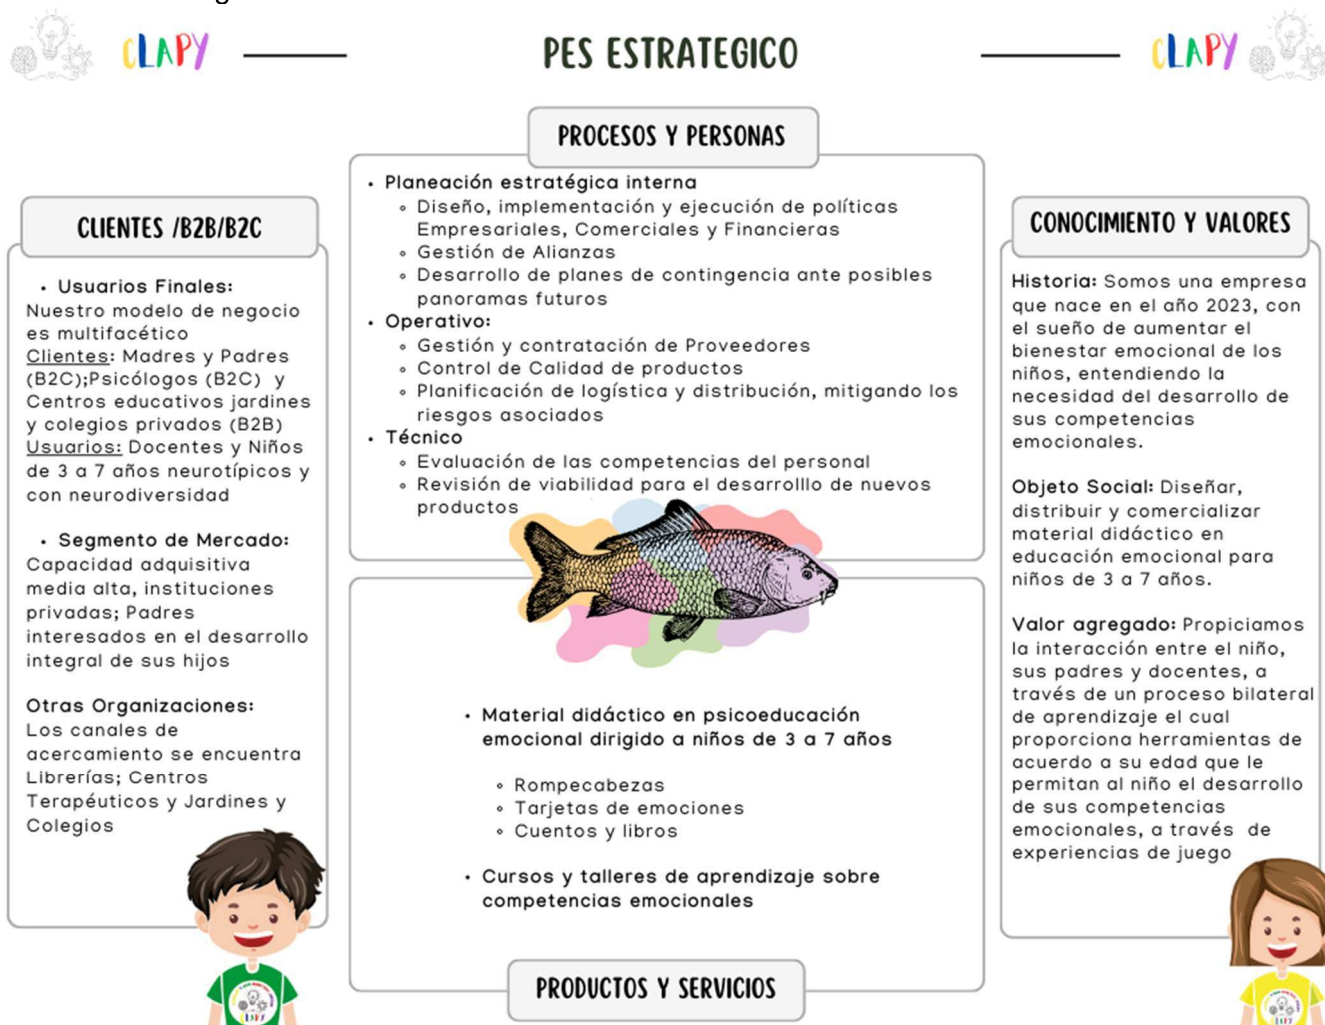 CLAPY
PES ESTRATEGICO
CLAPY
PROCESOS Y PERSONAS
• Planeación estratégica interna
◦ Diseño, implementación y ejecución de políticas
Empresariales, Comerciales y Financieras
◦ Gestión de Alianzas
◦ Desarrollo de planes de contingencia ante posibles
panoramas futuros
• Operativo:
◦ Gestión y contratación de Proveedores
◦ Control de Calidad de productos
◦ Planificación de logística y distribución, mitigando los
riesgos asociados
• Técnico
◦ Evaluación de las competencias del personal
◦ Revisión de viabilidad para el desarrolllo de nuevos
productos
CLIENTES /B2B/B2C
• Usuarios Finales:
Nuestro modelo de negocio
es multifacético
Clientes: Madres y Padres
(B2C);Psicólogos (B2C) y
Centros educativos jardines
y colegios privados (B2B)
Usuarios: Docentes y Niños
de 3 a 7 años neurotípicos y
con neurodiversidad
• Segmento de Mercado:
Capacidad adquisitiva
media alta, instituciones
privadas; Padres
interesados en el desarrollo
integral de sus hijos
Otras Organizaciones:
Los canales de
acercamiento se encuentra
Librerías; Centros
Terapéuticos y Jardines y
Colegios
CONOCIMIENTO Y VALORES
Historia: Somos una empresa
que nace en el año 2023, con
el sueño de aumentar el
bienestar emocional de los
niños, entendiendo la
necesidad del desarrollo de
sus competencias
emocionales.
Objeto Social: Diseñar,
distribuir y comercializar
material didáctico en
educación emocional para
niños de 3 a 7 años.
Valor agregado: Propiciamos
la interacción entre el niño,
sus padres y docentes, a
través de un proceso bilateral
de aprendizaje el cual
proporciona herramientas de
acuerdo a su edad que le
permitan al niño el desarrollo
de sus competencias
emocionales, a través de
experiencias de juego
• Material didáctico en psicoeducación
emocional dirigido a niños de 3 a 7 años
◦ Rompecabezas
◦ Tarjetas de emociones
◦ Cuentos y libros
• Cursos y talleres de aprendizaje sobre
competencias emocionales
PRODUCTOS Y SERVICIOS
CLAPY
CLAPY